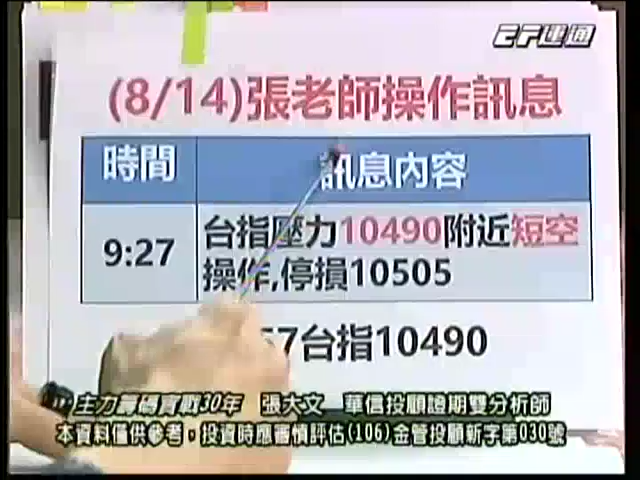 EF建通
(8/14)張老師操作訊息
時間 訊息內容
9:27 台指壓力10490附近短空
操作,停損10505
57台指10490
主力籌碼實戰30年 張大文 華信投顧證期雙分析師
本資料僅供參考，投資時應審慎評估(106)金管投顧新字第030號